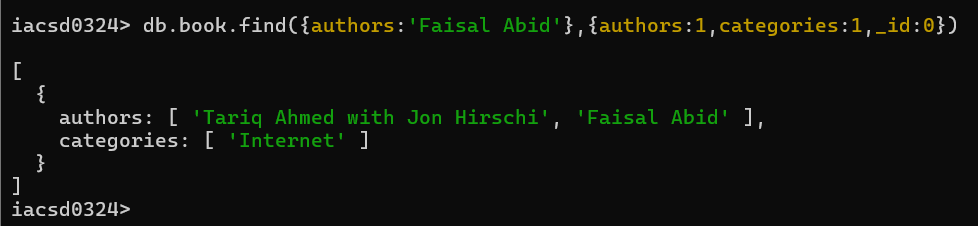 iacsd0324> db.book.find({authors:'Faisal Abid'},{authors:1,categories:1,_id:0})
[
  {
    authors: [ 'Tariq Ahmed with Jon Hirschi', 'Faisal Abid' ],
    categories: [ 'Internet' ]
  }
]
iacsd0324>